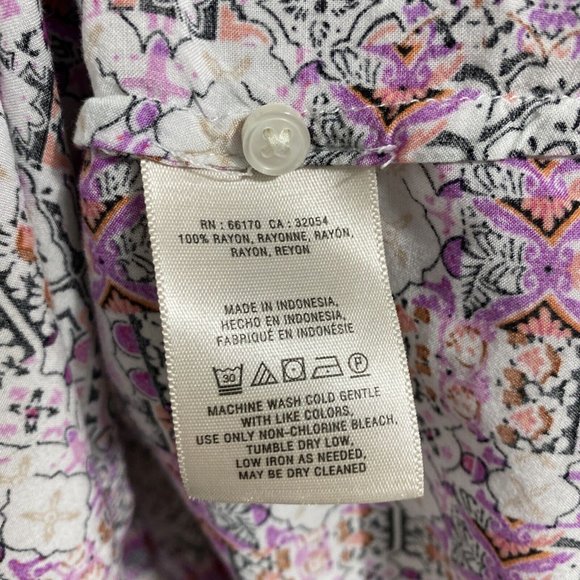 RN : 66170 CA : 32054
100% RAYON, RAYONNE, RAYÓN,
RAYON, REYON
MADE IN INDONESIA,
HECHO EN INDONESIA,
FABRIQUÉ EN INDONÉSIE
30
P
MACHINE WASH COLD GENTLE
WITH LIKE COLORS,
USE ONLY NON-CHLORINE BLEACH,
TUMBLE DRY LOW,
LOW IRON AS NEEDED,
MAY BE DRY CLEANED